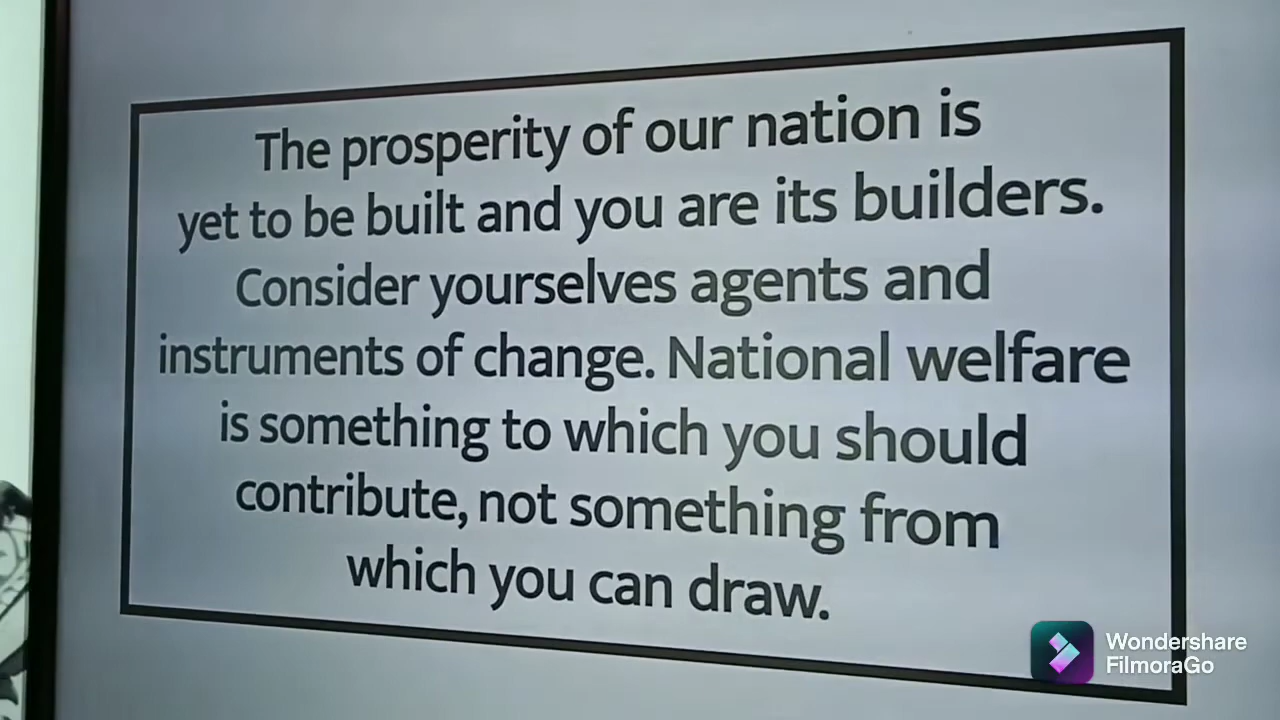 The prosperity of our nation is
yet to be built and you are its builders.
Consider yourselves agents and
instruments of change. National welfare
is something to which you should
contribute, not something from
which you can draw.
Wondershare
FilmoraGo